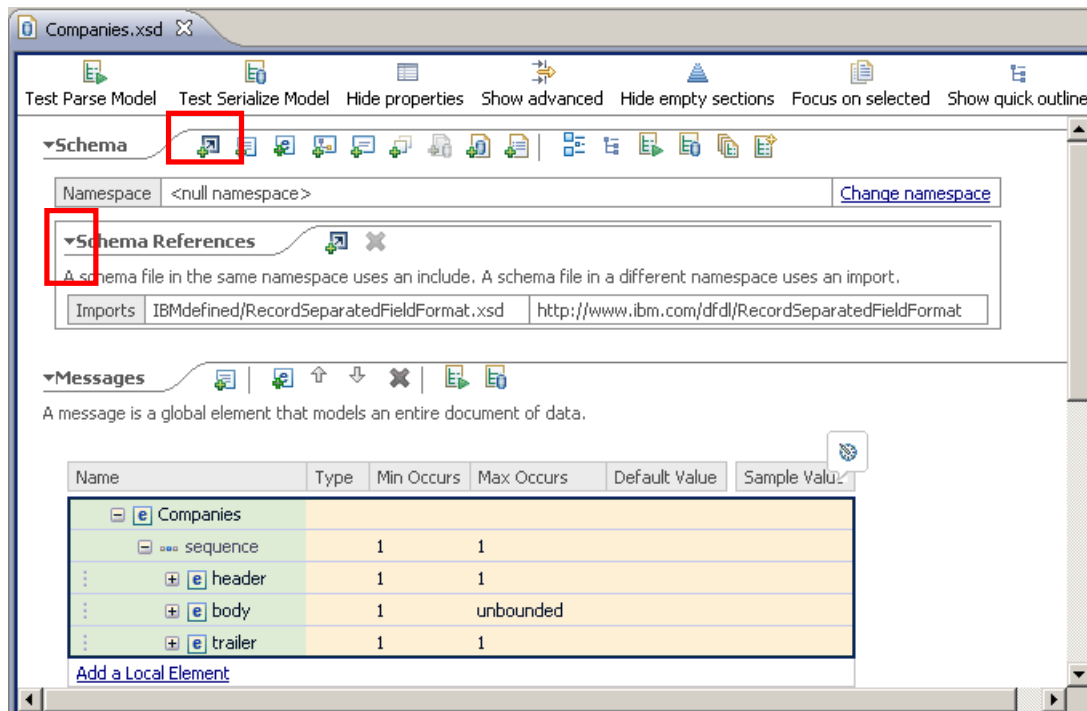 Companies.xsd
Test Parse Model Test Serialize Model Hide properties Show advanced Hide empty sections Focus on selected Show quick outline
Schema
Namespace <null namespace> Change namespace
Schema References
A schema file in the same namespace uses an include. A schema file in a different namespace uses an import.
Imports IBMdefined/RecordSeparatedFieldFormat.xsd http://www.ibm.com/dfdl/RecordSeparatedFieldFormat
Messages
A message is a global element that models an entire document of data.
Name Type Min Occurs Max Occurs Default Value Sample Value
e Companies
sequence 1 1
e header 1 1
e body 1 unbounded
e trailer 1 1
Add a Local Element